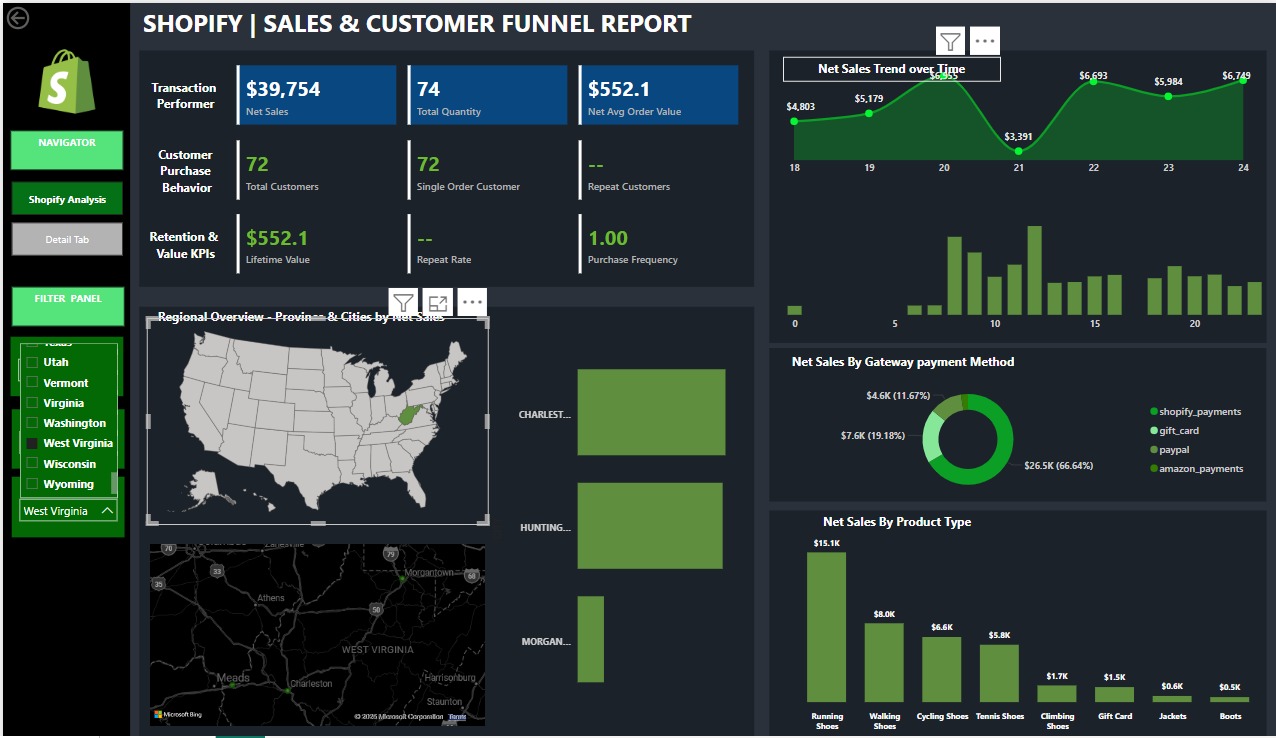 SHOPIFY | SALES & CUSTOMER FUNNEL REPORT
NAVIGATOR
Shopify Analysis
Detail Tab
FILTER PANEL
Texas
Utah
Vermont
Virginia
Washington
West Virginia
Wisconsin
Wyoming
West Virginia
Transaction
Performer
$39,754
Net Sales
74
Total Quantity
$552.1
Net Avg Order Value
Customer
Purchase
Behavior
72
Total Customers
72
Single Order Customer
--
Repeat Customers
Retention &
Value KPIs
$552.1
Lifetime Value
--
Repeat Rate
1.00
Purchase Frequency
Regional Overview - Province & Cities by Net Sales
CHARLEST...
HUNTING...
MORGAN...
70
Zanesville
79
Morgantown
68
35
33
Athens
50
WEST VIRGINIA
Meads
Charleston
Harrisonburg
Staunton
Microsoft Bing
© 2025 Microsoft Corporation Terms
Net Sales Trend over Time
$4,803
$5,179
$3,391
$6,693
$5,984
$6,749
18 19 20 21 22 23 24
0 5 10 15 20
Net Sales By Gateway payment Method
$4.6K (11.67%)
$7.6K (19.18%)
$26.5K (66.64%)
shopify_payments
gift_card
paypal
amazon_payments
Net Sales By Product Type
$15.1K
$8.0K
$6.6K
$5.8K
$1.7K
$1.5K
$0.6K
$0.5K
Running Shoes
Walking Shoes
Cycling Shoes
Tennis Shoes
Climbing Shoes
Gift Card
Jackets
Boots